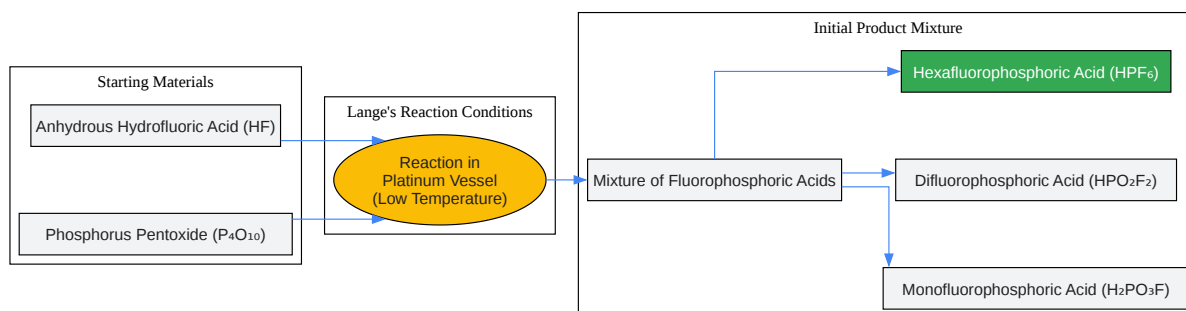 Initial Product Mixture
Hexafluorophosphoric Acid (HPF₆)
Starting Materials
Lange's Reaction Conditions
Anhydrous Hydrofluoric Acid (HF)
Reaction in
Platinum Vessel
(Low Temperature)
Mixture of Fluorophosphoric Acids
Difluorophosphoric Acid (HPO₂F₂)
Phosphorus Pentoxide (P₄O₁₀)
Monofluorophosphoric Acid (H₂PO₃F)